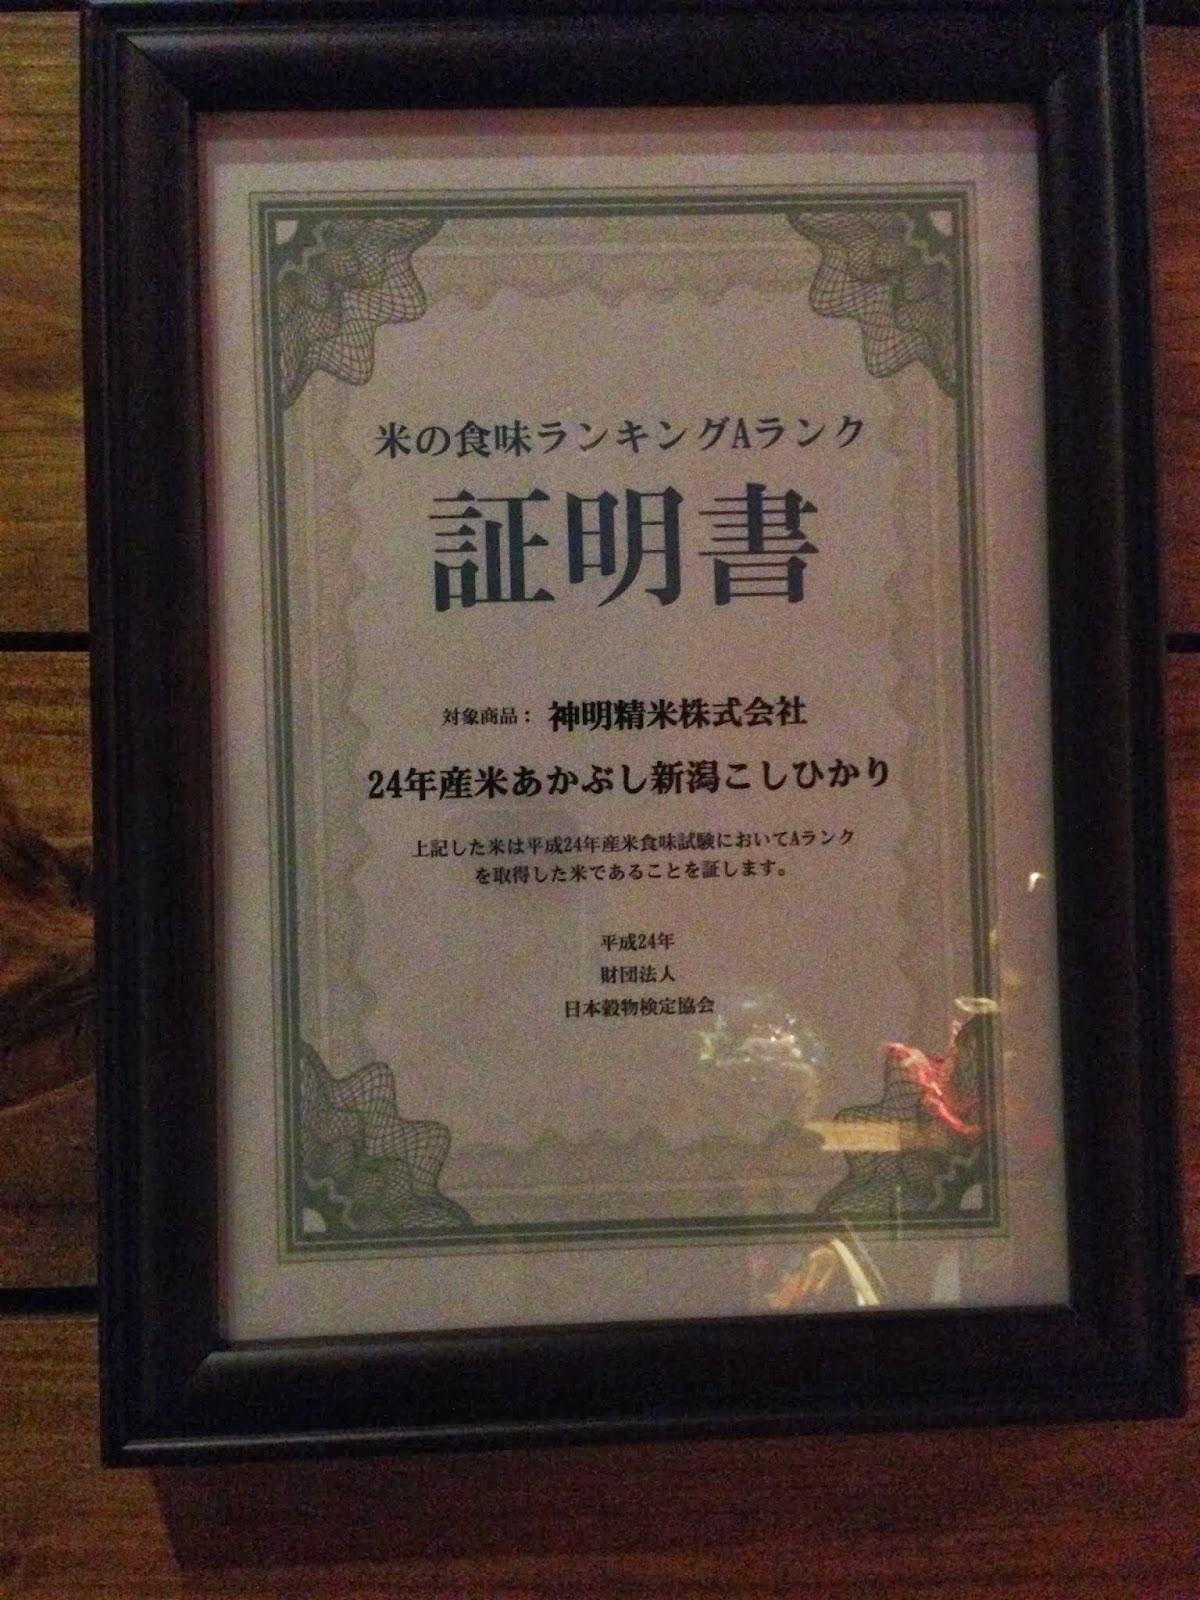 米の食味ランキングAランク
証明書
対象商品： 神明精米株式会社
24年産米あかぶし新潟こしひかり
上記した米は平成24年産米食味試験においてAランク
を取得した米であることを証します。
平成24年
財団法人
日本穀物検定協会